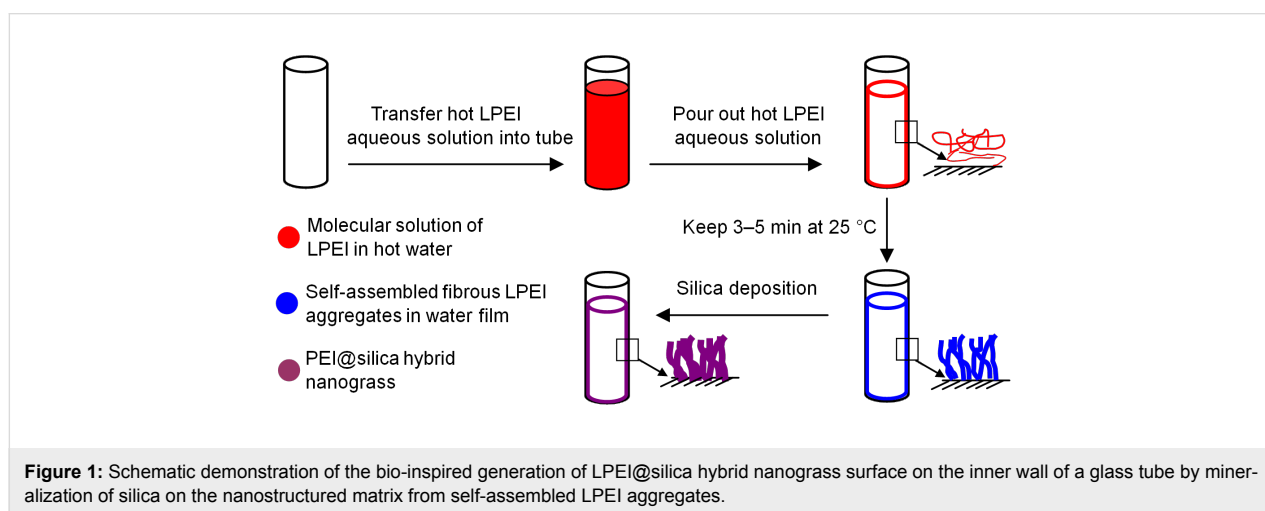 Transfer hot LPEI
aqueous solution into tube
Pour out hot LPEI
aqueous solution
Keep 3–5 min at 25 °C
Molecular solution of
LPEI in hot water
Self-assembled fibrous LPEI
aggregates in water film
PEI@silica hybrid
nanograss
Silica deposition
Figure 1: Schematic demonstration of the bio-inspired generation of LPEI@silica hybrid nanograss surface on the inner wall of a glass tube by miner-
alization of silica on the nanostructured matrix from self-assembled LPEI aggregates.